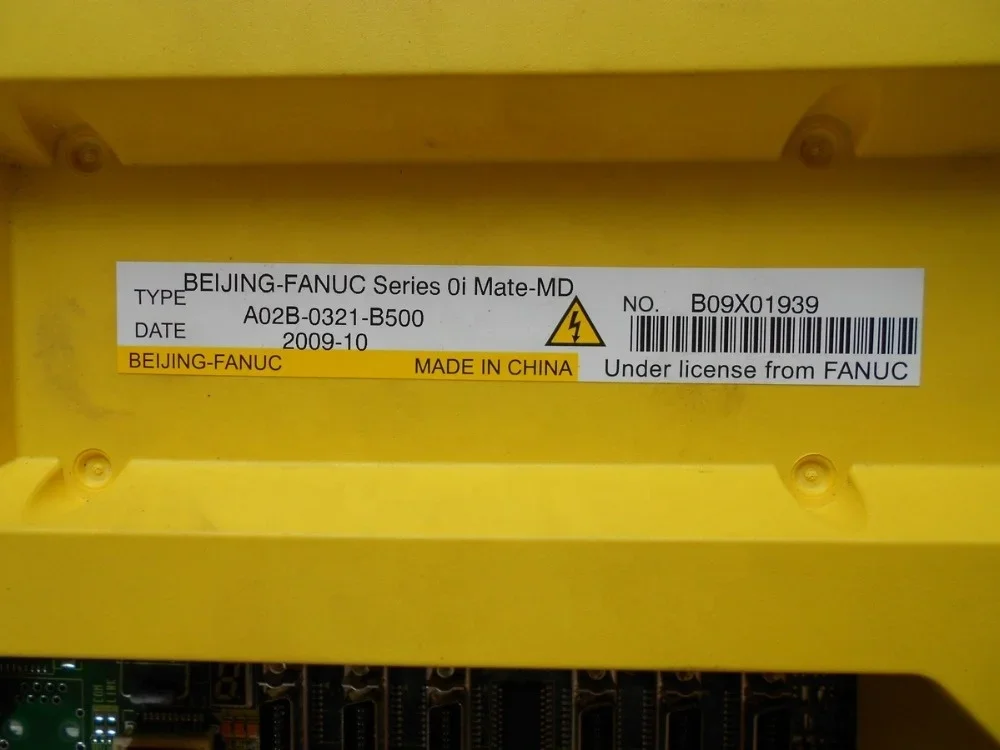 BEIJING-FANUC Series 0i Mate-MD
TYPE A02B-0321-B500
DATE 2009-10
BEIJING-FANUC MADE IN CHINA
NO. B09X01939
Under license from FANUC